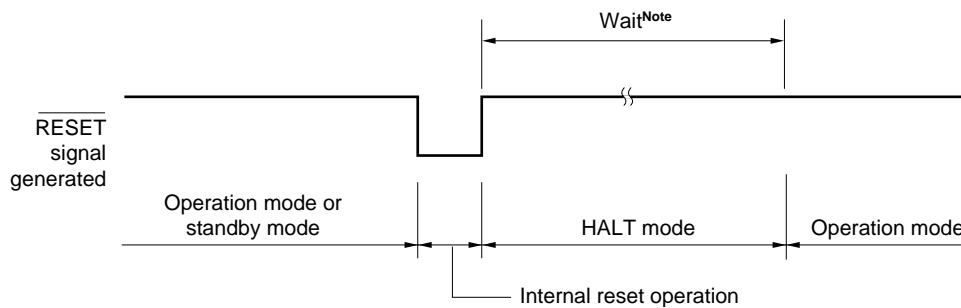 Wait Note
RESET
signal
generated
Operation mode or
standby mode
HALT mode
Operation mode
Internal reset operation